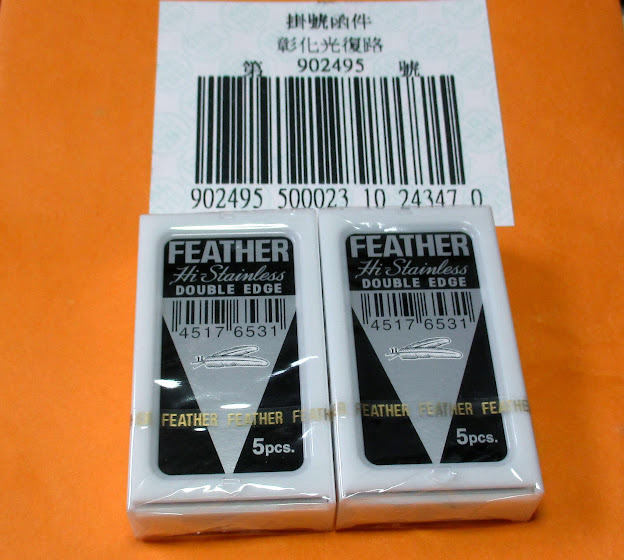 掛號函件
彰化光復路
第 902495 號
902495 500023 10 24347 0
FEATHER
Hi Stainless
DOUBLE EDGE
4517 6531
FEATHER FEATHER FEATHER
5pcs.
FEATHER
Hi Stainless
DOUBLE EDGE
4517 6531
FEATHER FEATHER FEATHE
5pcs.